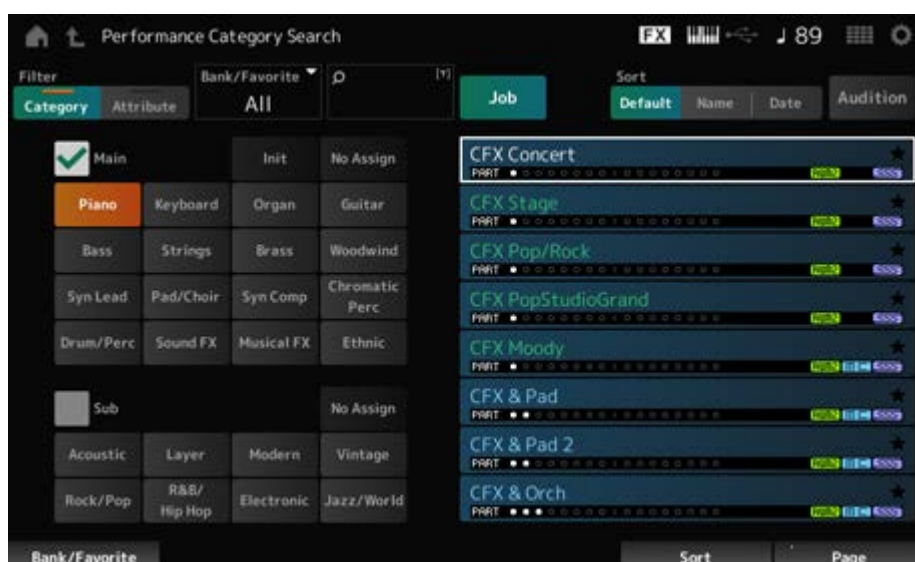 Performance Category Search FX ♩ 89
Filter
Category Attribute
Bank/Favorite
All
Job
Sort
Default Name Date
Audition
Main Init No Assign
Piano Keyboard Organ Guitar
Bass Strings Brass Woodwind
Syn Lead Pad/Choir Syn Comp Chromatic
Perc
Drum/Perc Sound FX Musical FX Ethnic
Sub No Assign
Acoustic Layer Modern Vintage
Rock/Pop R&B/
Hip Hop
Electronic Jazz/World
CFX Concert
PART
CFX Stage
PART
CFX Pop/Rock
PART
CFX PopStudioGrand
PART
CFX Moody
PART
CFX & Pad
PART
CFX & Pad 2
PART
CFX & Orch
PART
Bank/Favorite Sort Page